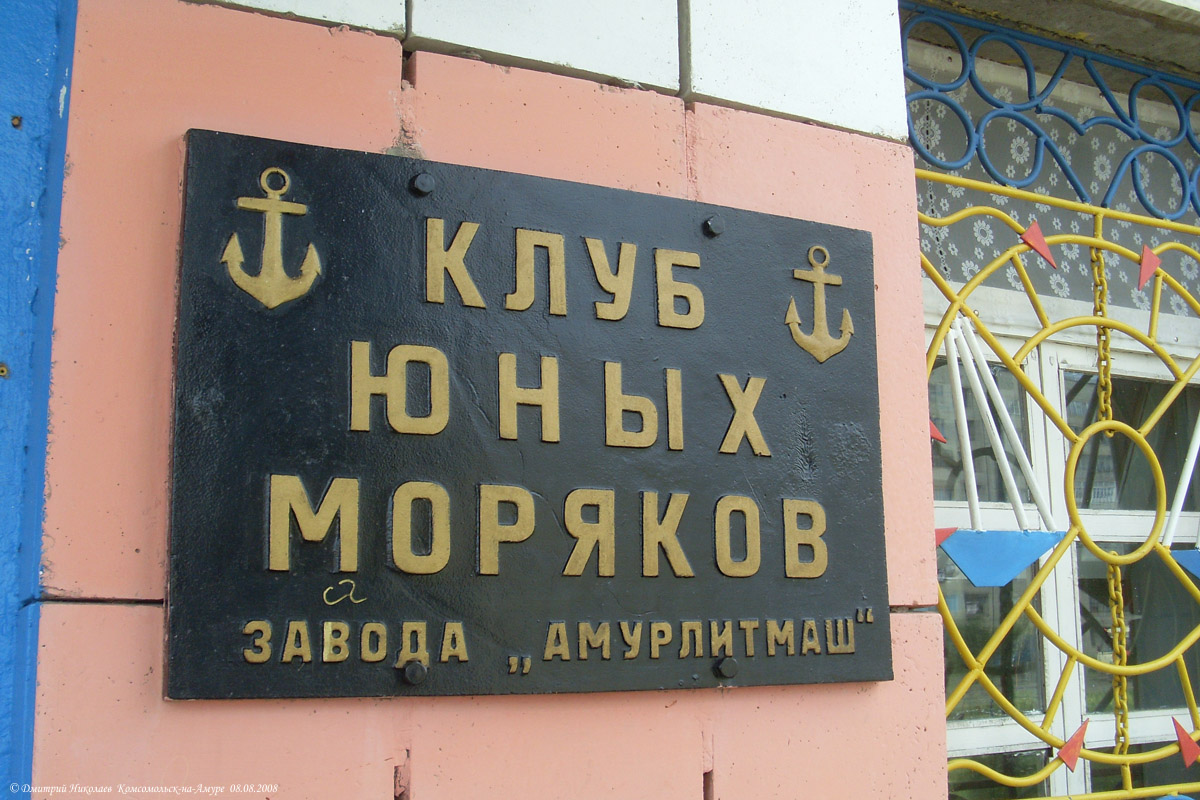 КЛУБ
ЮНЫХ
МОРЯКОВ
ЗАВОДА „АМУРЛИТМАШ“
© Дмитрий Николаев Комсомольск-на-Амуре 08.08.2008